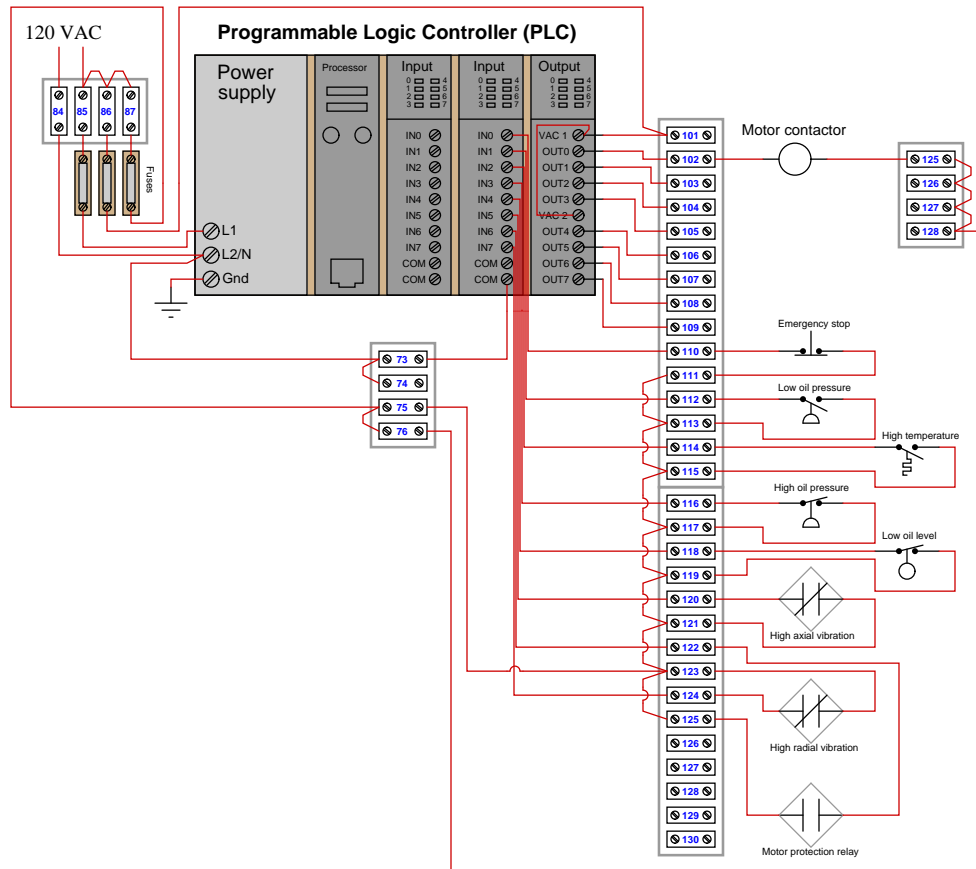 120 VAC
Programmable Logic Controller (PLC)
Power
supply
Processor
Input
Input
Output
0 4
1 5
2 6
3 7
0 4
1 5
2 6
3 7
0 4
1 5
2 6
3 7
84 85 86 87
Fuses
L1
L2/N
Gnd
IN0
IN1
IN2
IN3
IN4
IN5
IN6
IN7
COM
COM
IN0
IN1
IN2
IN3
IN4
IN5
IN6
IN7
COM
COM
VAC 1
OUT0
OUT1
OUT2
OUT3
VAC 2
OUT4
OUT5
OUT6
OUT7
73
74
75
76
101
102
103
104
105
106
107
108
109
110
111
112
113
114
115
116
117
118
119
120
121
122
123
124
125
126
127
128
129
130
Motor contactor
125
126
127
128
Emergency stop
Low oil pressure
High temperature
High oil pressure
Low oil level
High axial vibration
High radial vibration
Motor protection relay